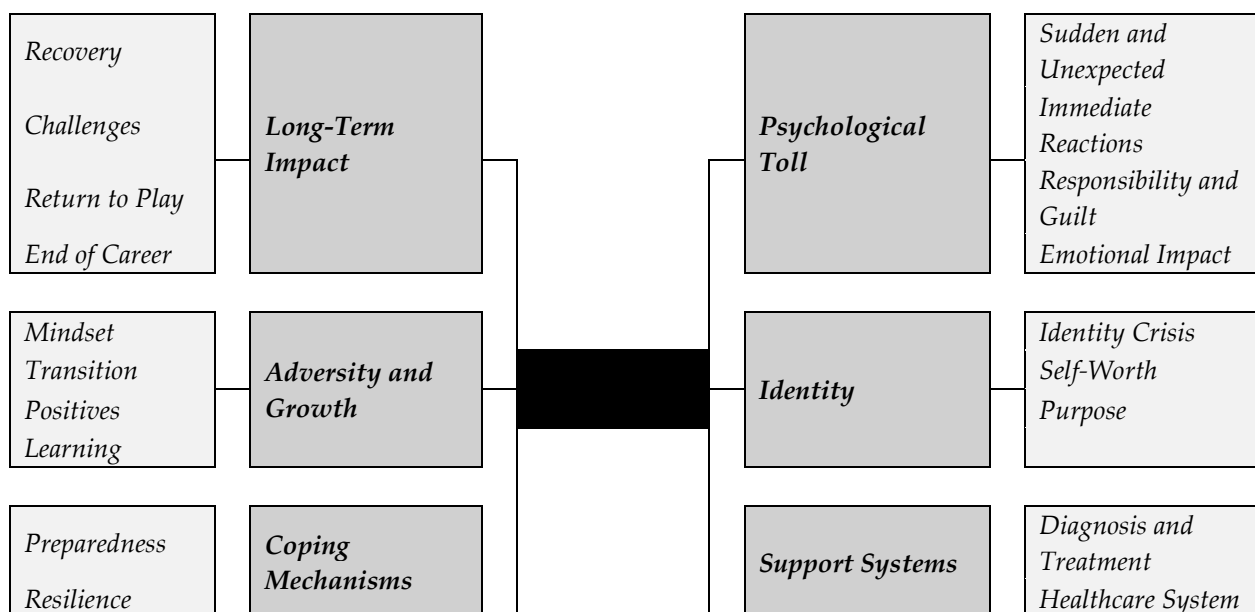 Recovery
Challenges
Return to Play
End of Career
Long-Term
Impact
Psychological
Toll
Sudden and
Unexpected
Immediate
Reactions
Responsibility and
Guilt
Emotional Impact
Mindset
Transition
Positives
Learning
Adversity and
Growth
Identity
Identity Crisis
Self-Worth
Purpose
Preparedness
Resilience
Coping
Mechanisms
Support Systems
Diagnosis and
Treatment
Healthcare System